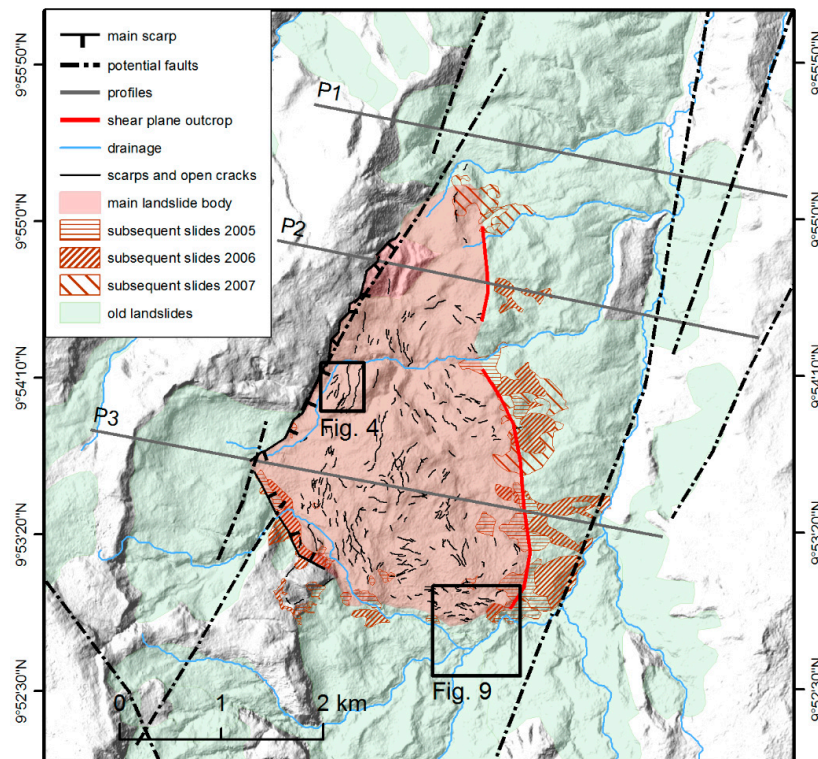 main scarp
potential faults
profiles
shear plane outcrop
drainage
scarps and open cracks
main landslide body
subsequent slides 2005
subsequent slides 2006
subsequent slides 2007
old landslides
P1
P2
P3
Fig. 4
Fig. 9
0 1 2 km
9°55'50"N
9°55'0"N
9°54'10"N
9°53'20"N
9°52'30"N
9°55'50"N
9°55'0"N
9°54'10"N
9°53'20"N
9°52'30"N